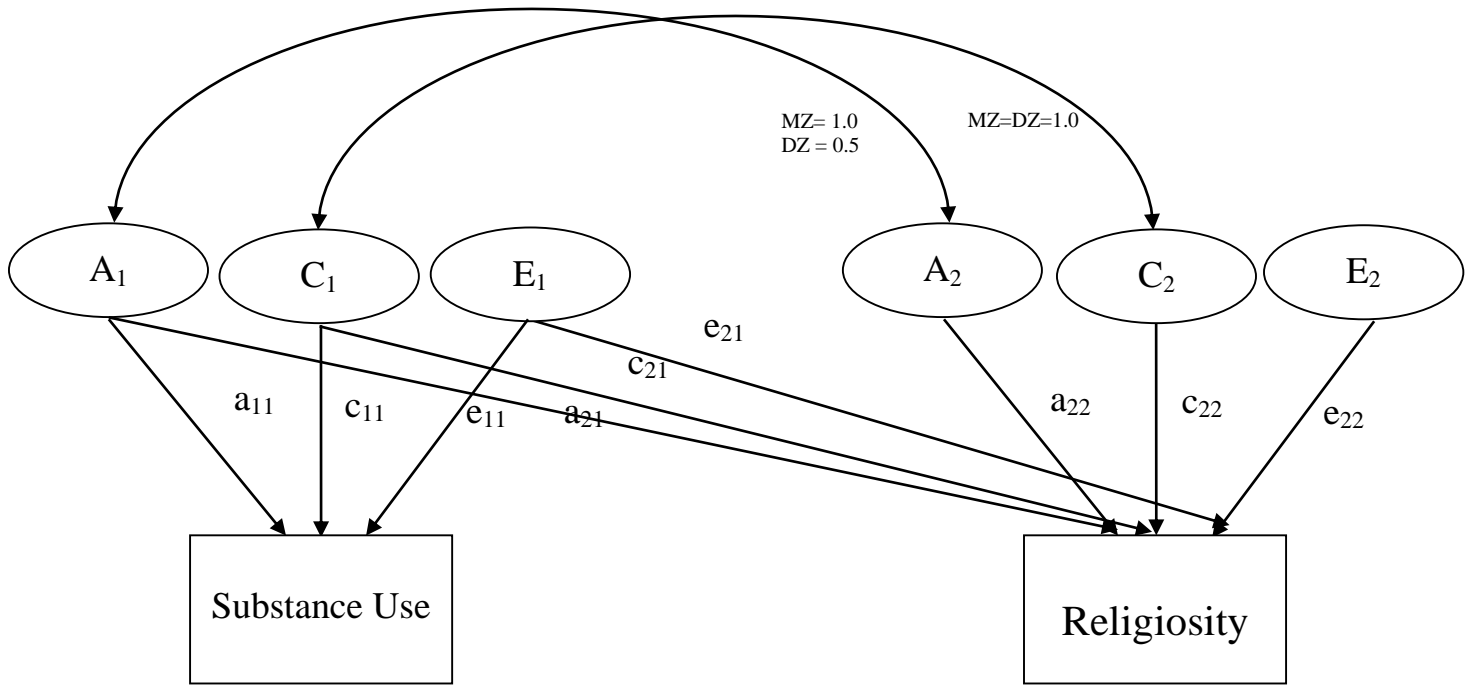 MZ= 1.0
DZ = 0.5
MZ=DZ=1.0
A₁
C₁
E₁
A₂
C₂
E₂
e₂₁
c₂₁
a₁₁
c₁₁
e₁₁
a₂₁
a₂₂
c₂₂
e₂₂
Substance Use
Religiosity